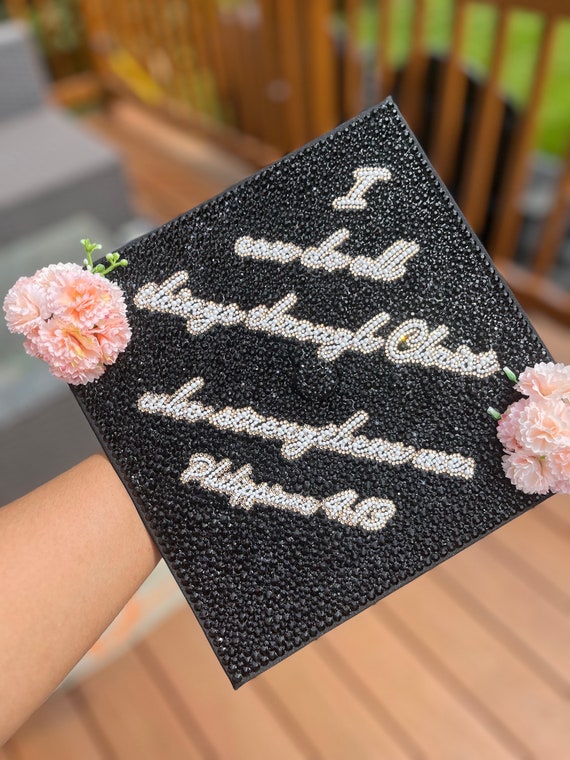 I
can do all
things through Christ
who strengthens me
Philippians 4:13